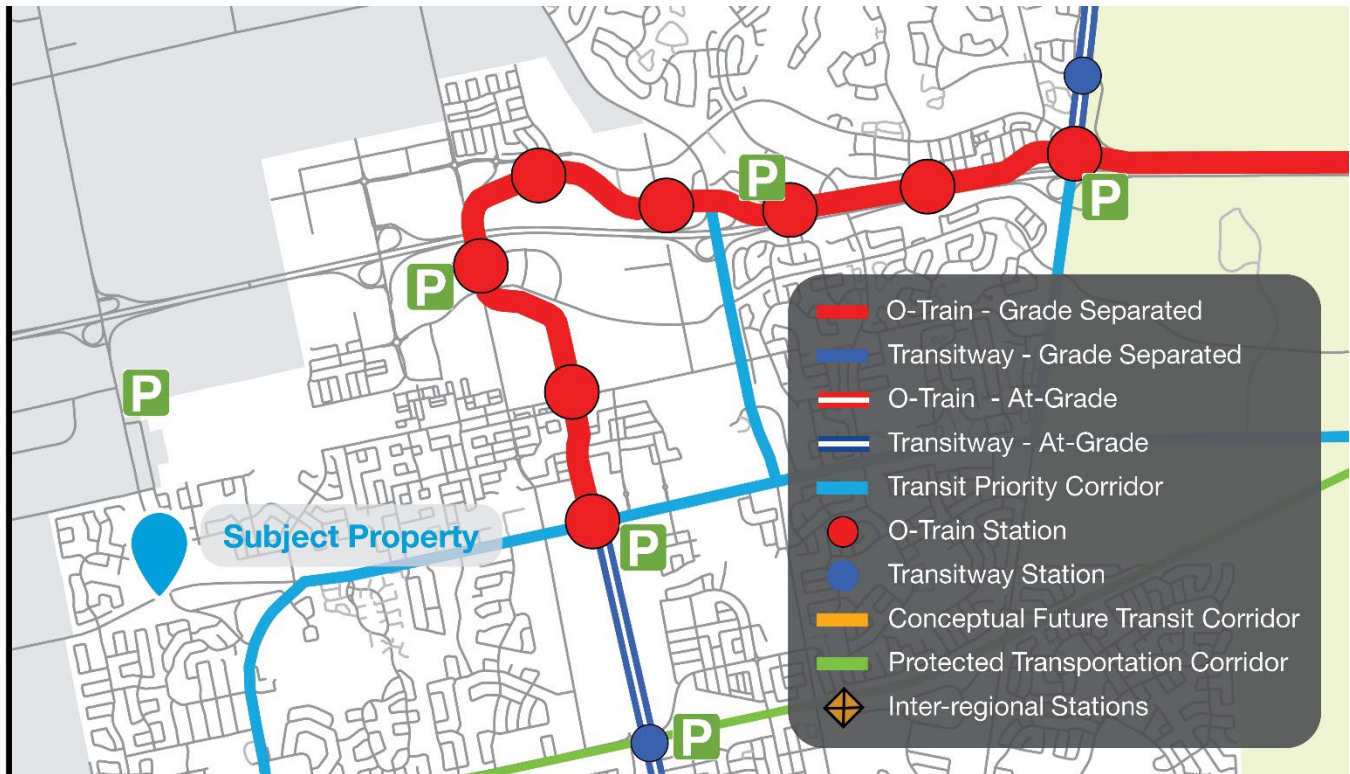 P
P
P
P
O-Train - Grade Separated
Transitway - Grade Separated
P
O-Train - At-Grade
Transitway - At-Grade
Transit Priority Corridor
Subject Property
O-Train Station
P
Transitway Station
Conceptual Future Transit Corridor
Protected Transportation Corridor
Inter-regional Stations
P